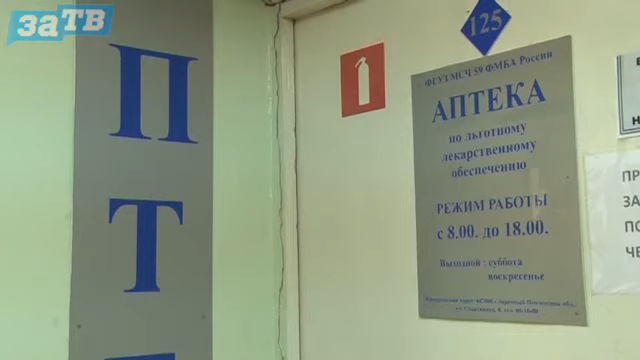 заТВ
П
Т
125
ФГУЗ МСЧ 59 ФМБА России
АПТЕКА
по льготному
лекарственному
обеспечению
РЕЖИМ РАБОТЫ
с 8.00. до 18.00.
Выходной : суббота
воскресенье